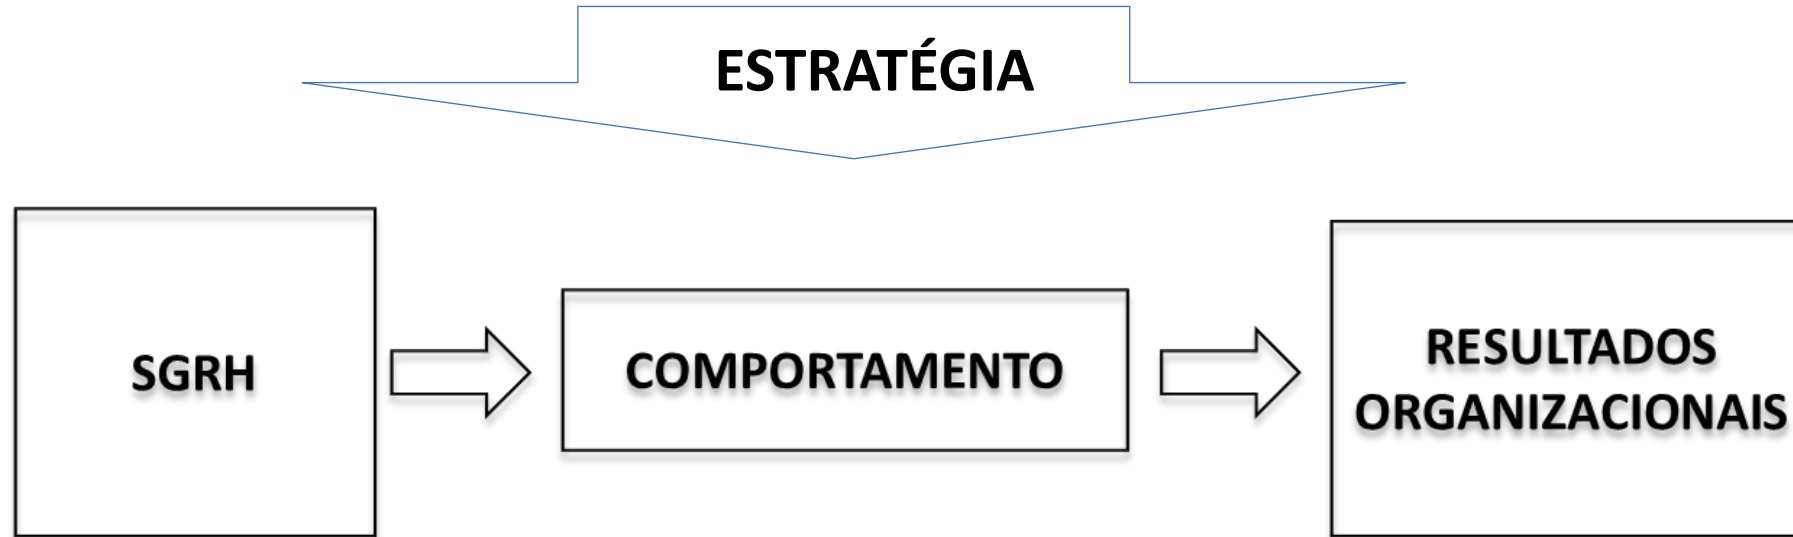 ESTRATÉGIA
SGRH
COMPORTAMENTO
RESULTADOS
ORGANIZACIONAIS